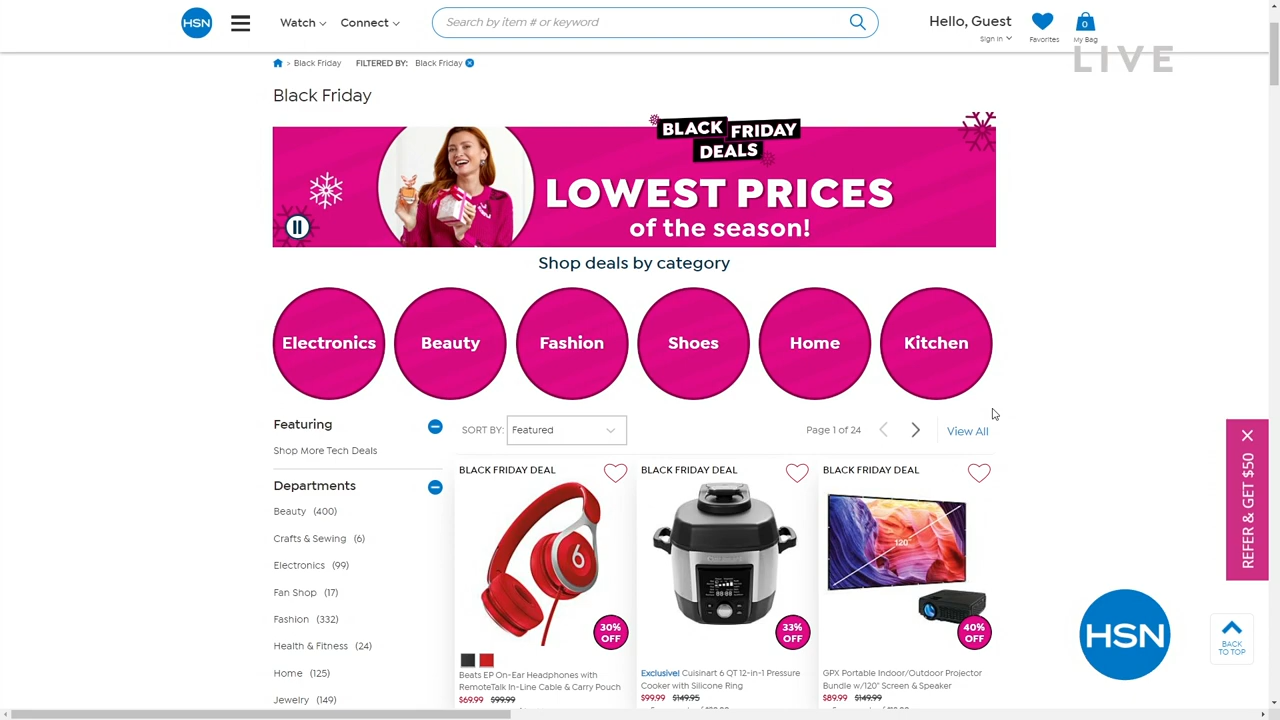 HSN
Watch
Connect
Search by item # or keyword
Hello, Guest
Sign In
Favorites
0
My Bag
LIVE
> Black Friday
FILTERED BY:
Black Friday
Black Friday
BLACK FRIDAY
DEALS
LOWEST PRICES
of the season!
Shop deals by category
Electronics
Beauty
Fashion
Shoes
Home
Kitchen
Featuring
Shop More Tech Deals
Departments
Beauty (400)
Crafts & Sewing (6)
Electronics (99)
Fan Shop (17)
Fashion (332)
Health & Fitness (24)
Home (125)
Jewelry (149)
SORT BY:
Featured
Page 1 of 24
View All
BLACK FRIDAY DEAL
30%
OFF
Beats EP On-Ear Headphones with
RemoteTalk In-Line Cable & Carry Pouch
$69.99 $99.99
BLACK FRIDAY DEAL
33%
OFF
Exclusive! Cuisinart 6 QT 12-in-1 Pressure
Cooker with Silicone Ring
$99.99 $149.95
BLACK FRIDAY DEAL
120"
40%
OFF
GPX Portable Indoor/Outdoor Projector
Bundle w/120" Screen & Speaker
$89.99 $149.99
REFER & GET $50
HSN
BACK
TO TOP